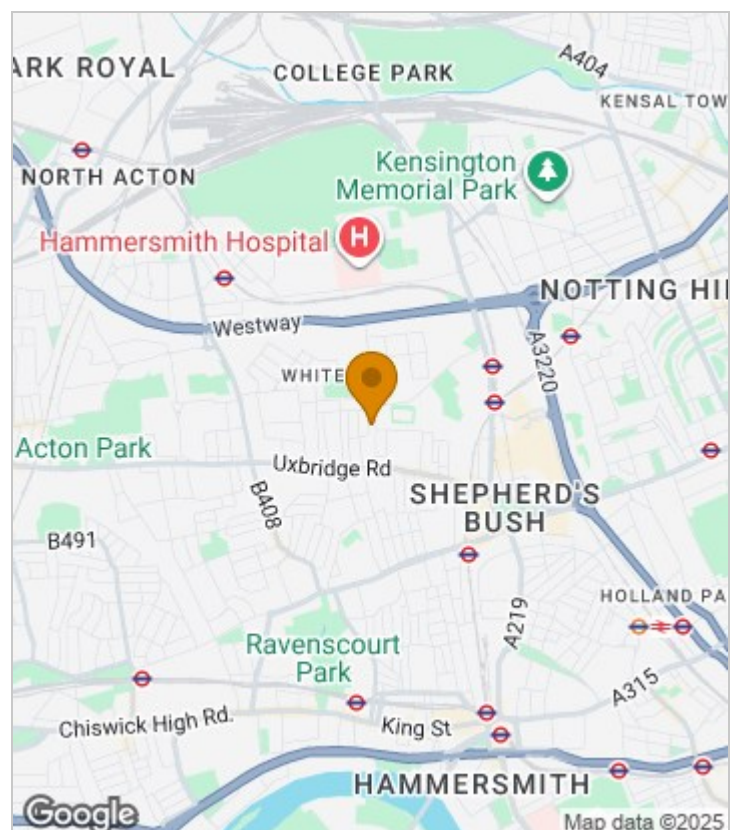 ARK ROYAL
COLLEGE PARK
A404
KENSAL TOW
NORTH ACTON
Kensington
Memorial Park
Hammersmith Hospital
H
NOTTING HI
Westway
A3220
WHITE
Acton Park
Uxbridge Rd
B408
SHEPHERD'S
BUSH
B491
HOLLAND PA
A219
Ravenscourt
Park
A315
Chiswick High Rd.
King St
HAMMERSMITH
Google
Map data ©2025